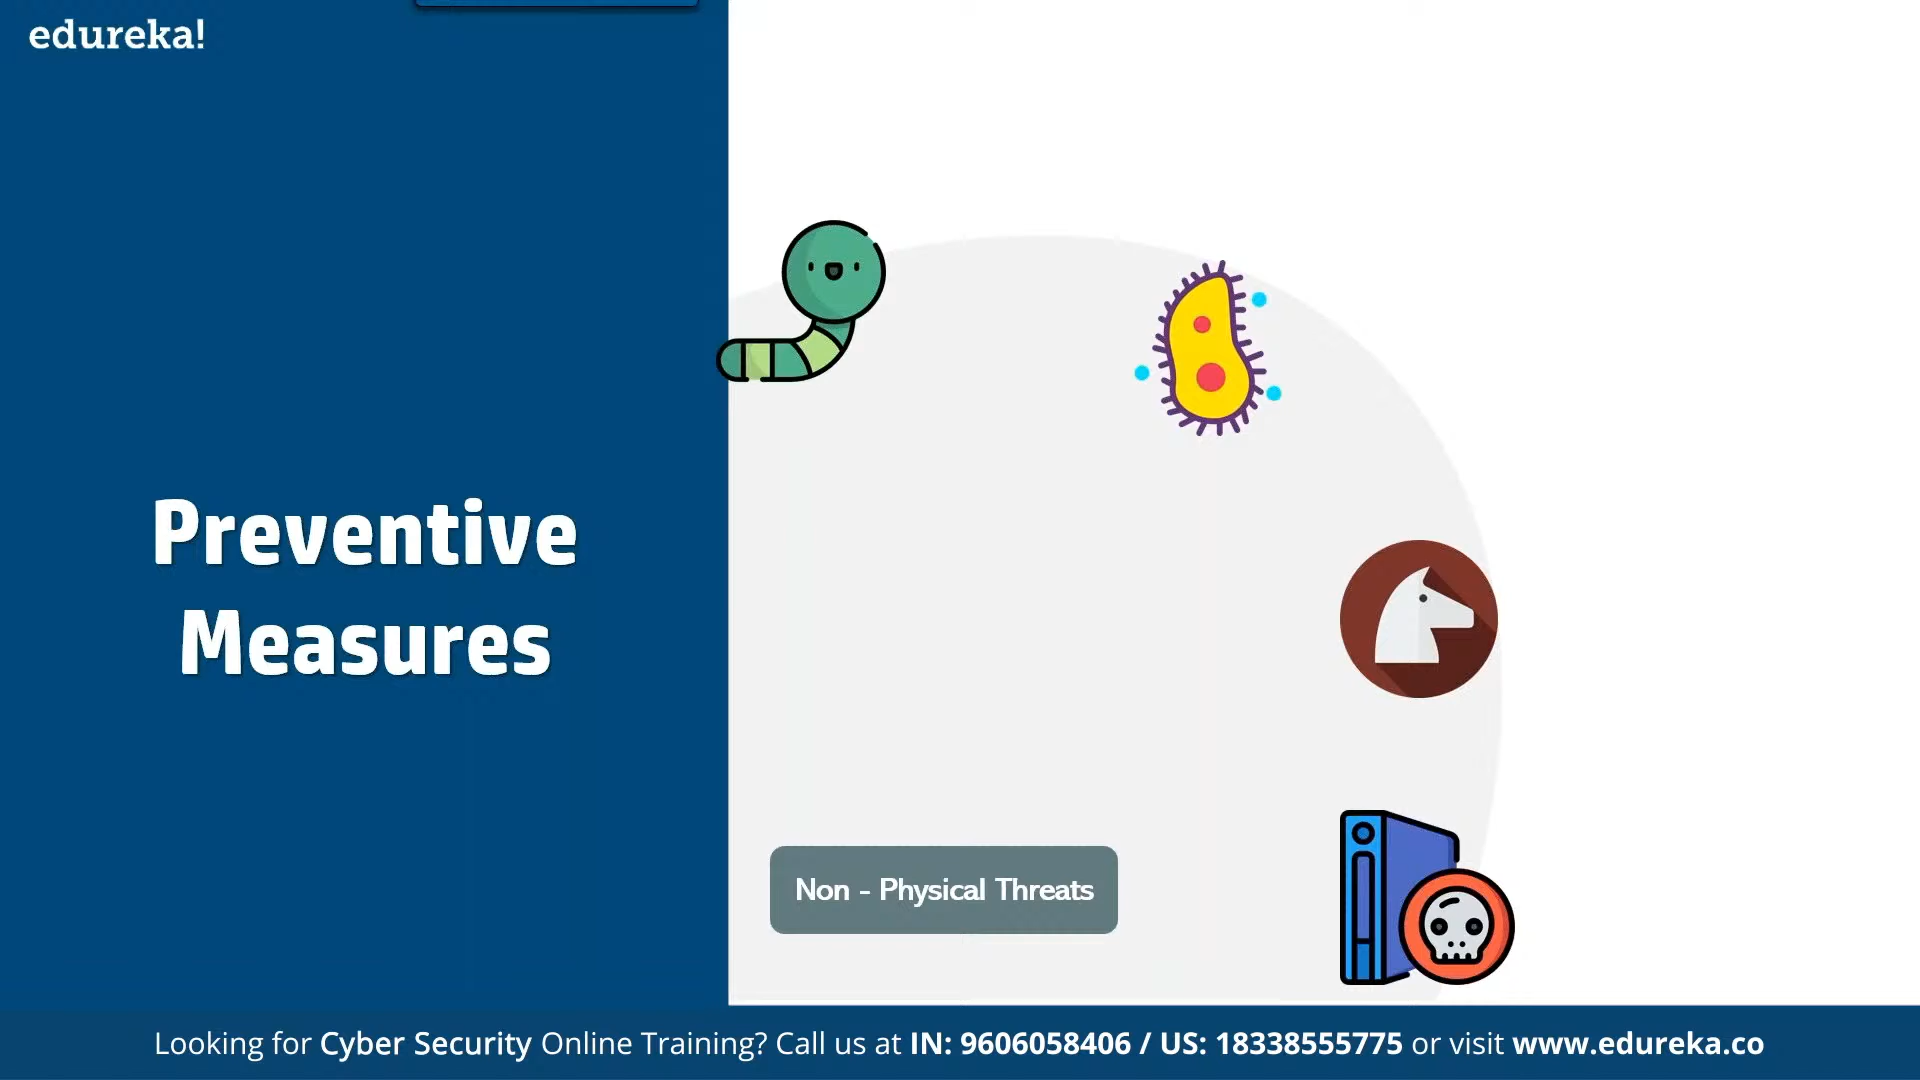 edureka!
Preventive
Measures
Non - Physical Threats
Looking for Cyber Security Online Training? Call us at IN: 9606058406 / US: 18338555775 or visit www.edureka.co